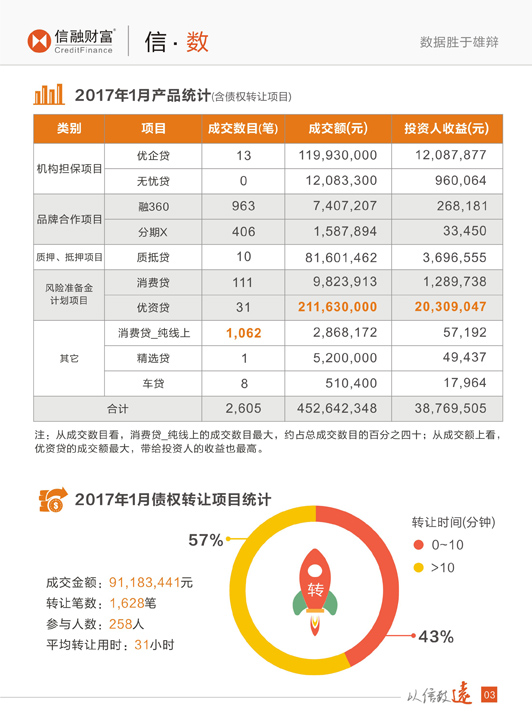 信融财富®
CreditFinance
信·数
数据胜于雄辩
2017年1月产品统计(含债权转让项目)
类别 项目 成交数目(笔) 成交额(元) 投资人收益(元)
机构担保项目 优企贷 13 119,930,000 12,087,877
无忧贷 0 12,083,300 960,064
品牌合作项目 融360 963 7,407,207 268,181
分期X 406 1,587,894 33,450
质押、抵押项目 质抵贷 10 81,601,462 3,696,555
风险准备金
计划项目
消费贷 111 9,823,913 1,289,738
优资贷 31 211,630,000 20,309,047
其它 消费贷_纯线上 1,062 2,868,172 57,192
精选贷 1 5,200,000 49,437
车贷 8 510,400 17,964
合计 2,605 452,642,348 38,769,505
注：从成交数目看，消费贷_纯线上的成交数目最大，约占总成交数目的百分之四十；从成交额上看，
优资贷的成交额最大，带给投资人的收益也最高。
2017年1月债权转让项目统计
成交金额：91,183,441元
转让笔数：1,628笔
参与人数：258人
平均转让用时：31小时
57%
转
43%
转让时间(分钟)
0~10
>10
以信致远
03